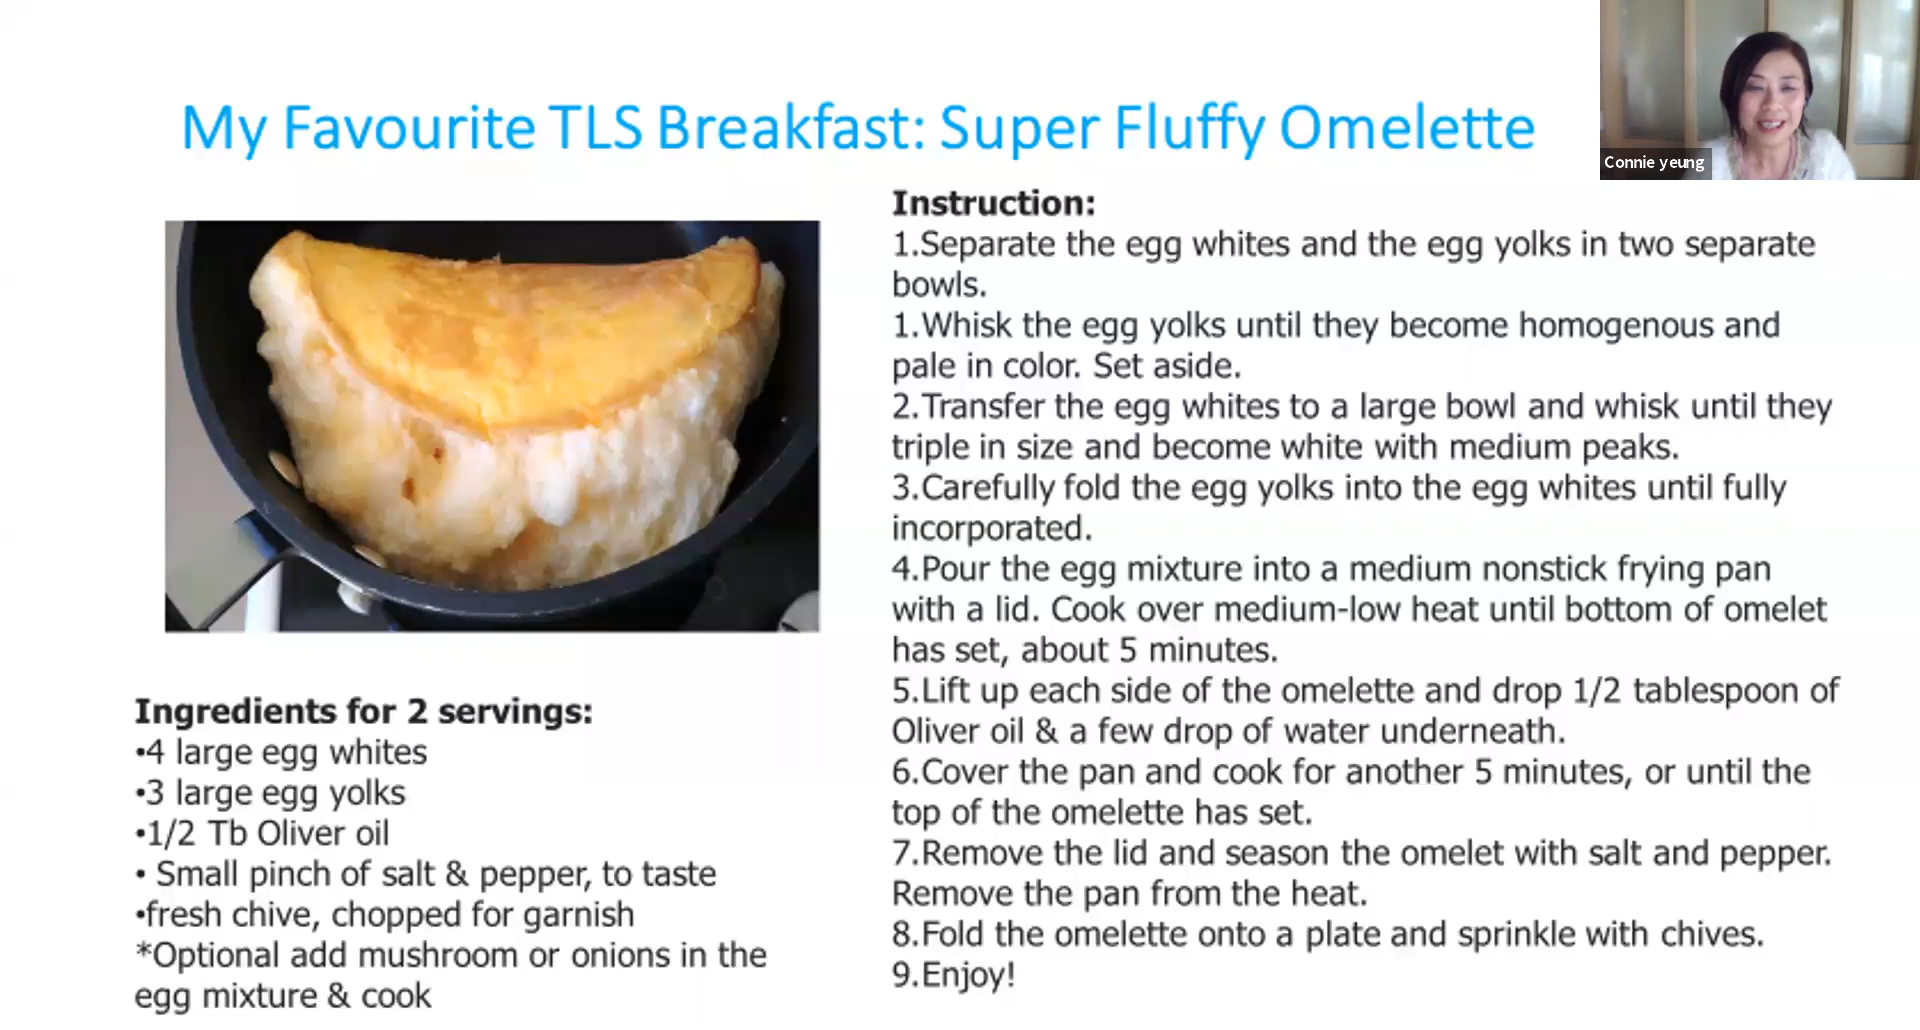 My Favourite TLS Breakfast: Super Fluffy Omelette
Connie yeung
Ingredients for 2 servings:
•4 large egg whites
•3 large egg yolks
•1/2 Tb Oliver oil
• Small pinch of salt & pepper, to taste
•fresh chive, chopped for garnish
*Optional add mushroom or onions in the
egg mixture & cook
Instruction:
1.Separate the egg whites and the egg yolks in two separate
bowls.
1.Whisk the egg yolks until they become homogenous and
pale in color. Set aside.
2.Transfer the egg whites to a large bowl and whisk until they
triple in size and become white with medium peaks.
3.Carefully fold the egg yolks into the egg whites until fully
incorporated.
4.Pour the egg mixture into a medium nonstick frying pan
with a lid. Cook over medium-low heat until bottom of omelet
has set, about 5 minutes.
5.Lift up each side of the omelette and drop 1/2 tablespoon of
Oliver oil & a few drop of water underneath.
6.Cover the pan and cook for another 5 minutes, or until the
top of the omelette has set.
7.Remove the lid and season the omelet with salt and pepper.
Remove the pan from the heat.
8.Fold the omelette onto a plate and sprinkle with chives.
9.Enjoy!